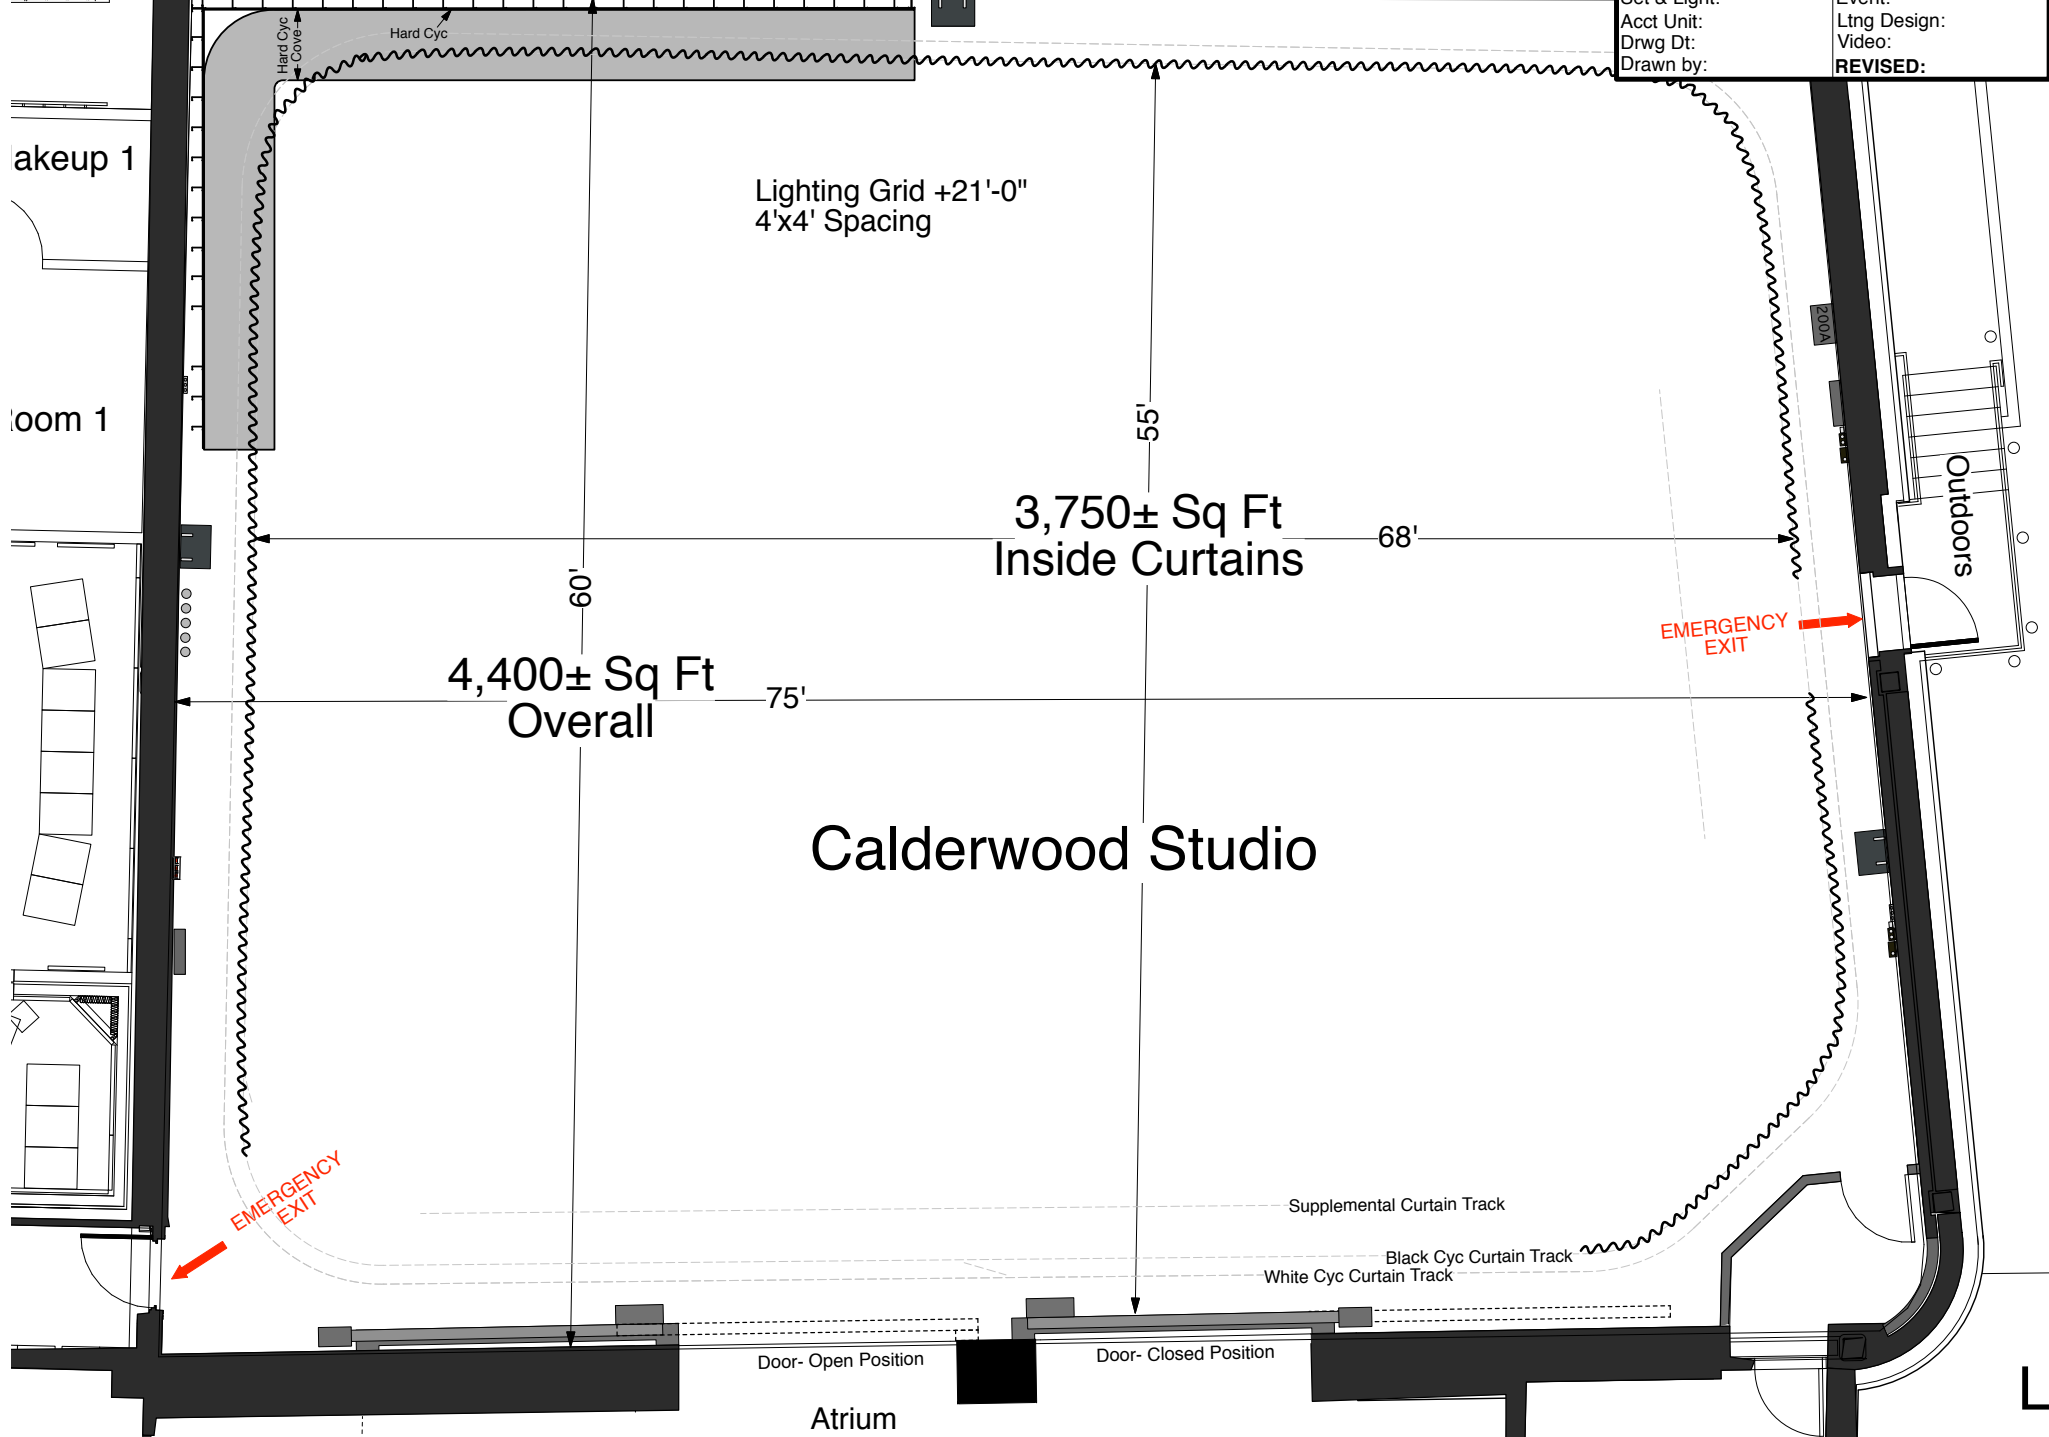 Acct Unit:
Drwg Dt:
Drawn by:
Ltng Design:
Video:
REVISED:
Hard Cyc
Cove
Hard Cyc
Lighting Grid +21'-0"
4'x4' Spacing
200A
55'
3,750± Sq Ft
Inside Curtains
68'
60'
4,400± Sq Ft
Overall
75'
Outdoors
EMERGENCY
EXIT
Calderwood Studio
EMERGENCY
EXIT
Supplemental Curtain Track
Black Cyc Curtain Track
White Cyc Curtain Track
Door- Open Position
Door- Closed Position
Atrium
akeup 1
oom 1
L